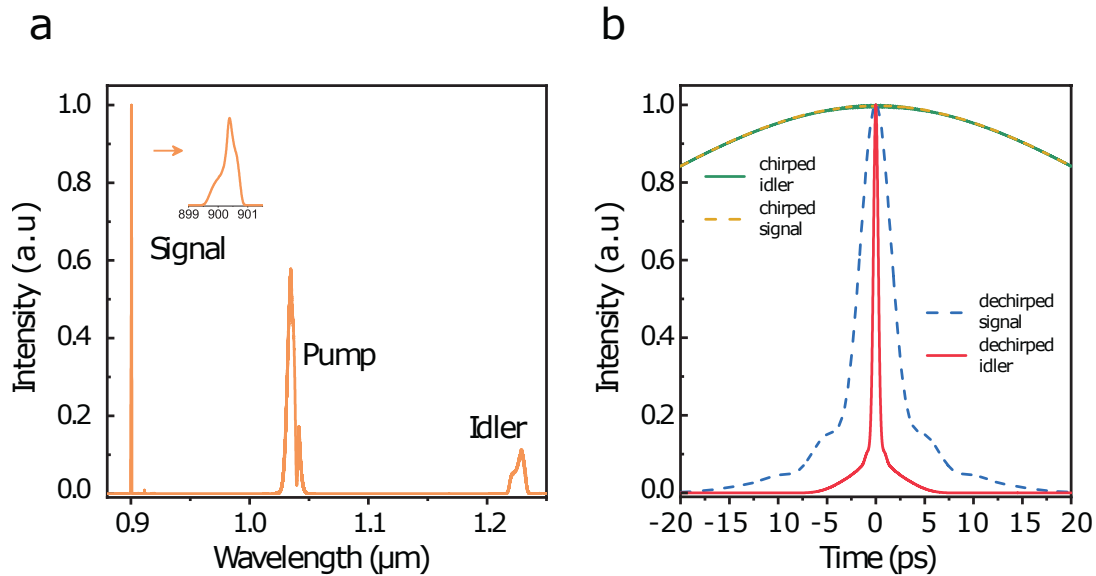 a
1.0
0.8
0.6
0.4
0.2
0.0
Intensity (a.u)
899 900 901
Signal
Pump
Idler
0.9 1.0 1.1 1.2
Wavelength (μm)
b
1.0
0.8
0.6
0.4
0.2
0.0
Intensity (a.u)
chirped
idler
chirped
signal
dechirped
signal
dechirped
idler
-20 -15 -10 -5 0 5 10 15 20
Time (ps)